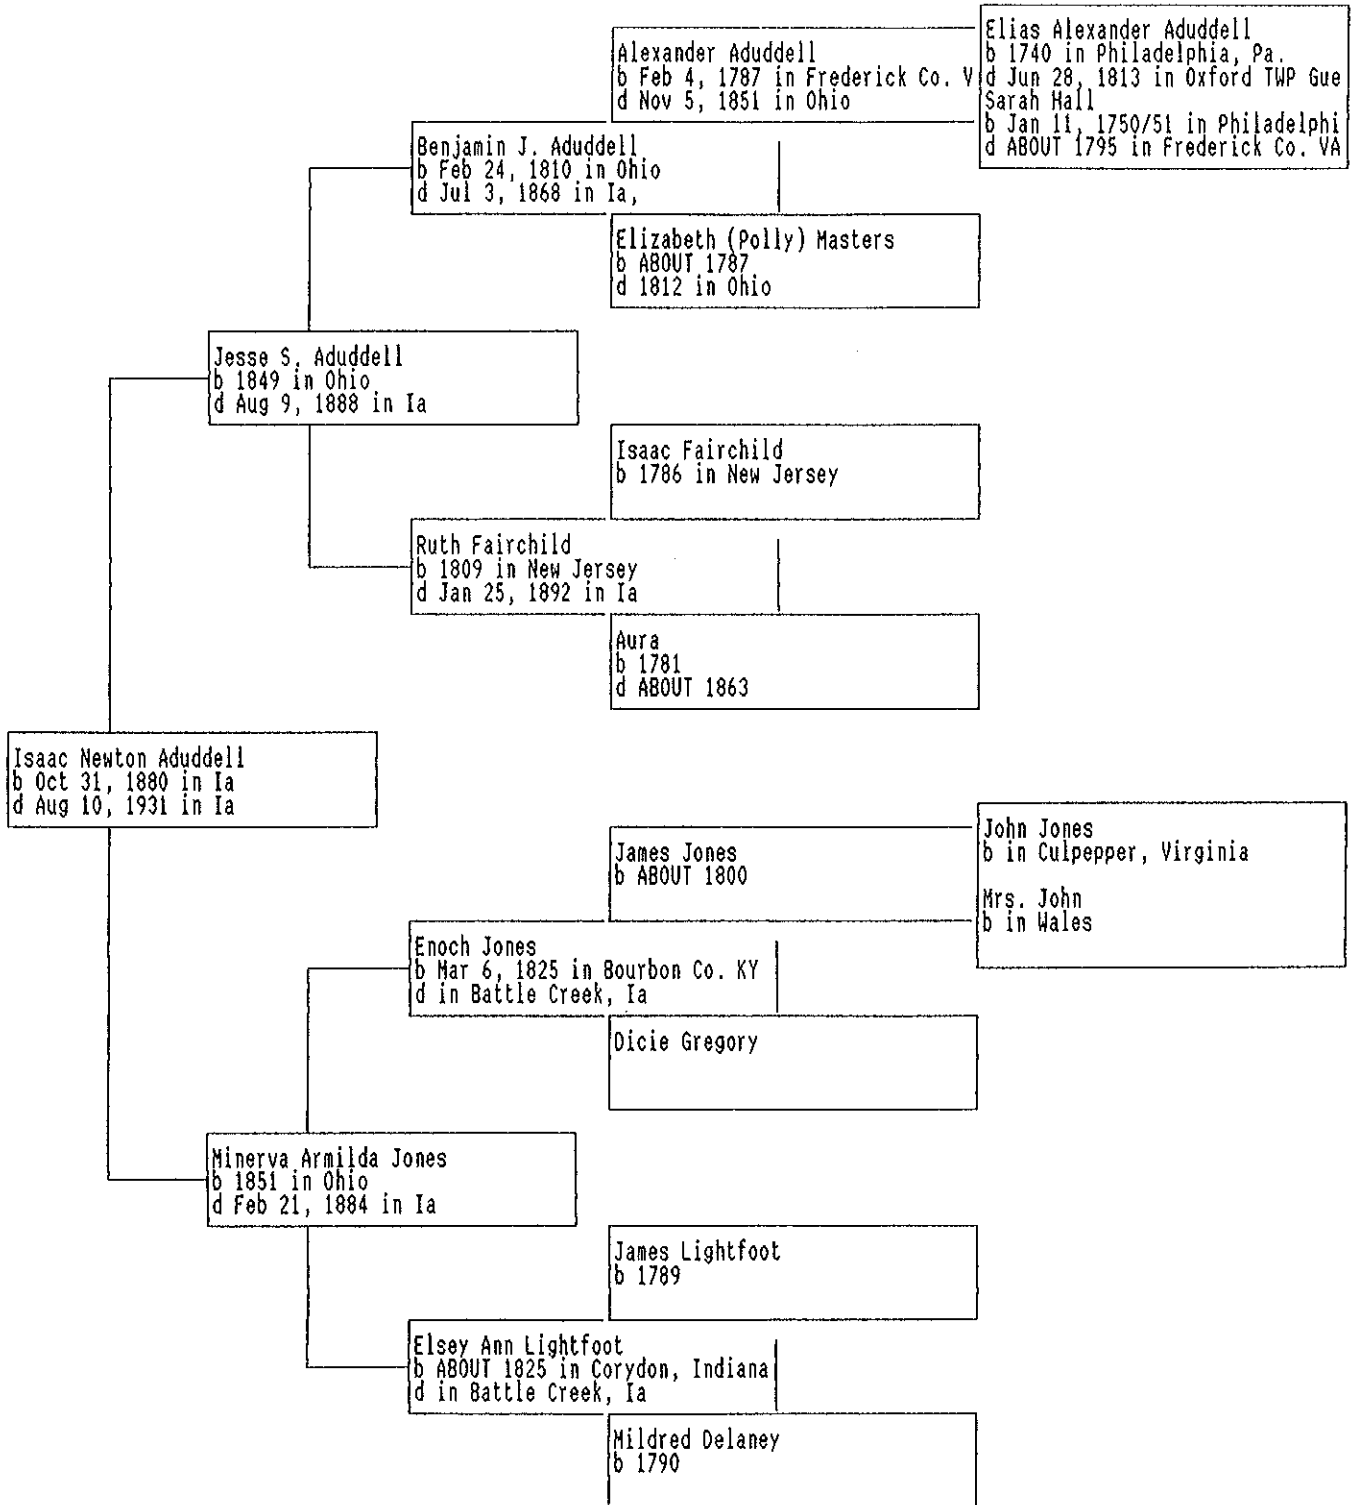 Elias Alexander Aduddell
b 1740 in Philadelphia, Pa.
d Jun 28, 1813 in Oxford TWP Gue
Sarah Hall
b Jan 11, 1750/51 in Philadelphi
d ABOUT 1795 in Frederick Co. VA
Alexander Aduddell
b Feb 4, 1787 in Frederick Co. V
d Nov 5, 1851 in Ohio
Benjamin J. Aduddell
b Feb 24, 1810 in Ohio
d Jul 3, 1868 in Ia,
Elizabeth (Polly) Masters
b ABOUT 1787
d 1812 in Ohio
Jesse S. Aduddell
b 1849 in Ohio
d Aug 9, 1888 in Ia
Isaac Fairchild
b 1786 in New Jersey
Ruth Fairchild
b 1809 in New Jersey
d Jan 25, 1892 in Ia
Aura
b 1781
d ABOUT 1863
Isaac Newton Aduddell
b Oct 31, 1880 in Ia
d Aug 10, 1931 in Ia
John Jones
b in Culpepper, Virginia
Mrs. John
b in Wales
James Jones
b ABOUT 1800
Enoch Jones
b Mar 6, 1825 in Bourbon Co. KY
d in Battle Creek, Ia
Dicie Gregory
Minerva Armilda Jones
b 1851 in Ohio
d Feb 21, 1884 in Ia
James Lightfoot
b 1789
Elsey Ann Lightfoot
b ABOUT 1825 in Corydon, Indiana
d in Battle Creek, Ia
Mildred Delaney
b 1790